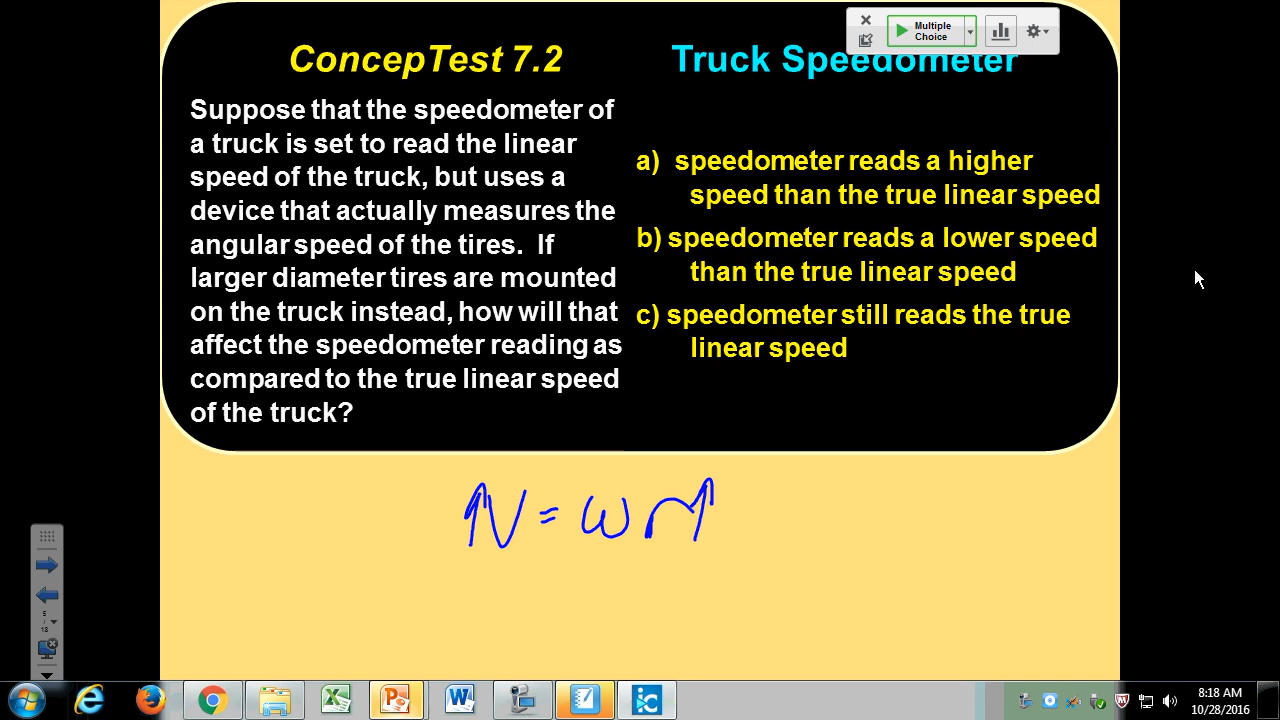 Multiple
Choice
ConcepTest 7.2
Truck Speedometer
Suppose that the speedometer of
a truck is set to read the linear
speed of the truck, but uses a
device that actually measures the
angular speed of the tires.  If
larger diameter tires are mounted
on the truck instead, how will that
affect the speedometer reading as
compared to the true linear speed
of the truck?
a)  speedometer reads a higher
speed than the true linear speed
b) speedometer reads a lower speed
than the true linear speed
c) speedometer still reads the true
linear speed
↑V = ωr↑
5
/
18
8:18 AM
10/28/2016